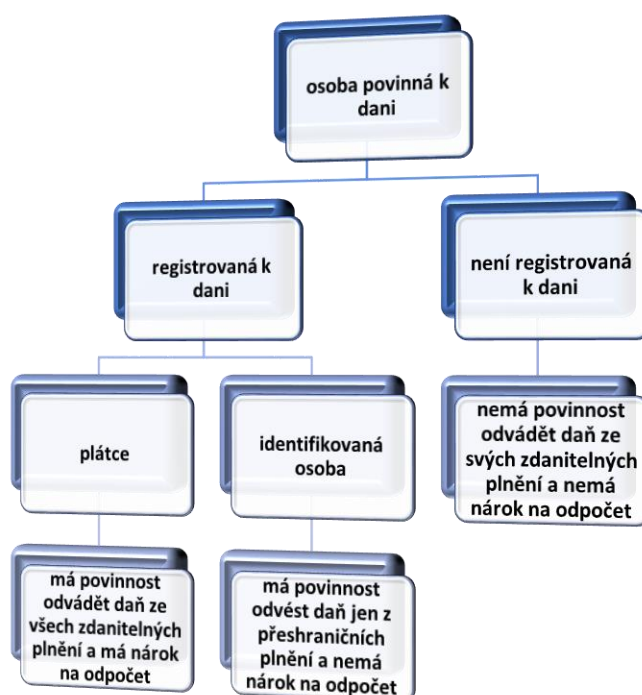 osoba povinná k
dani
registrovaná k
dani
není registrovaná
k dani
plátce
identifikovaná
osoba
nemá povinnost
odvádět daň ze
svých zdanitelných
plnění a nemá
nárok na odpočet
má povinnost
odvádět daň ze
všech zdanitelných
plnění a má nárok
na odpočet
má povinnost
odvést daň jen z
přeshraničních
plnění a nemá
nárok na odpočet